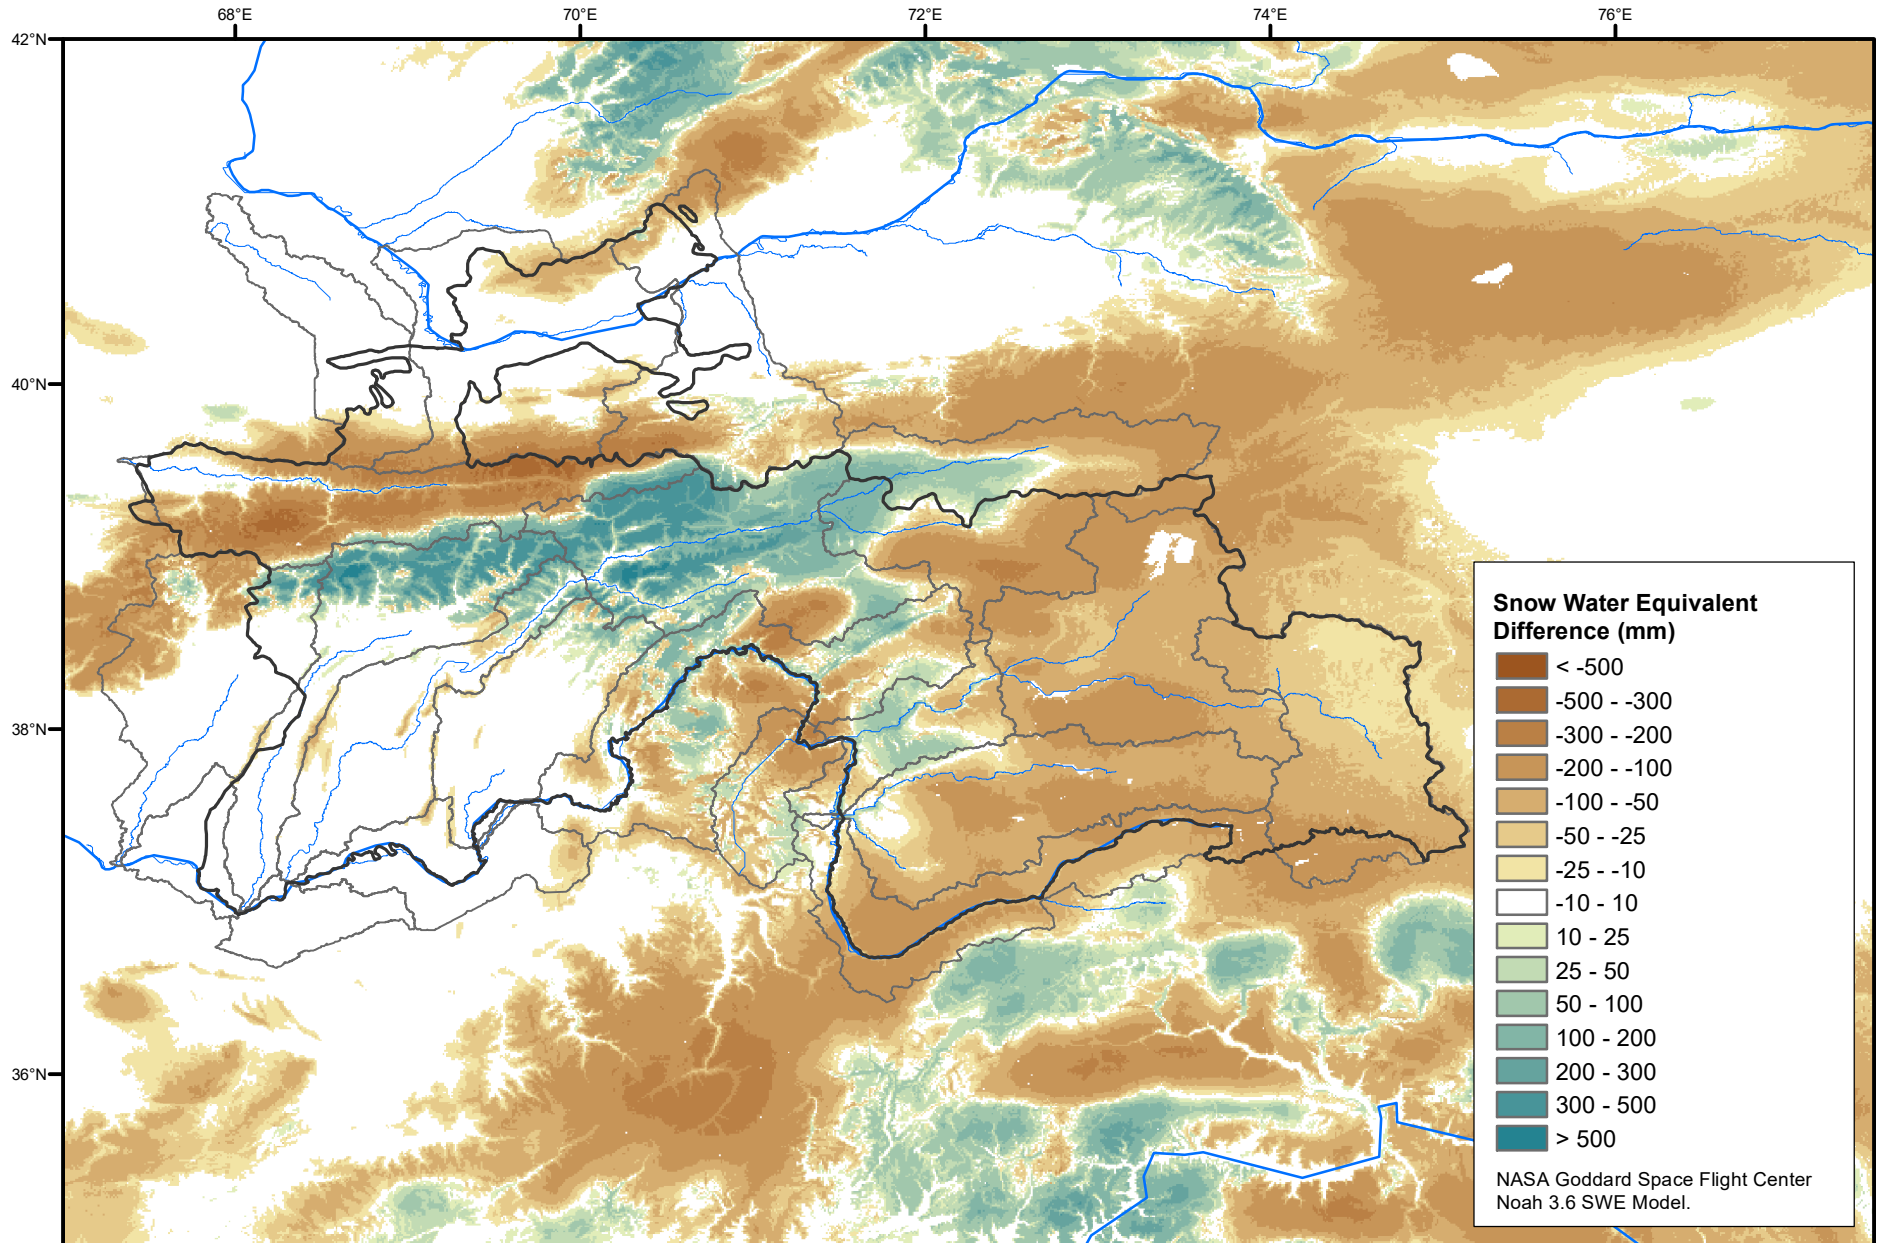 68°E 70°E 72°E 74°E 76°E
42°N
40°N
38°N
36°N
Snow Water Equivalent
Difference (mm)
< -500
-500 - -300
-300 - -200
-200 - -100
-100 - -50
-50 - -25
-25 - -10
-10 - 10
10 - 25
25 - 50
50 - 100
100 - 200
200 - 300
300 - 500
> 500
NASA Goddard Space Flight Center
Noah 3.6 SWE Model.